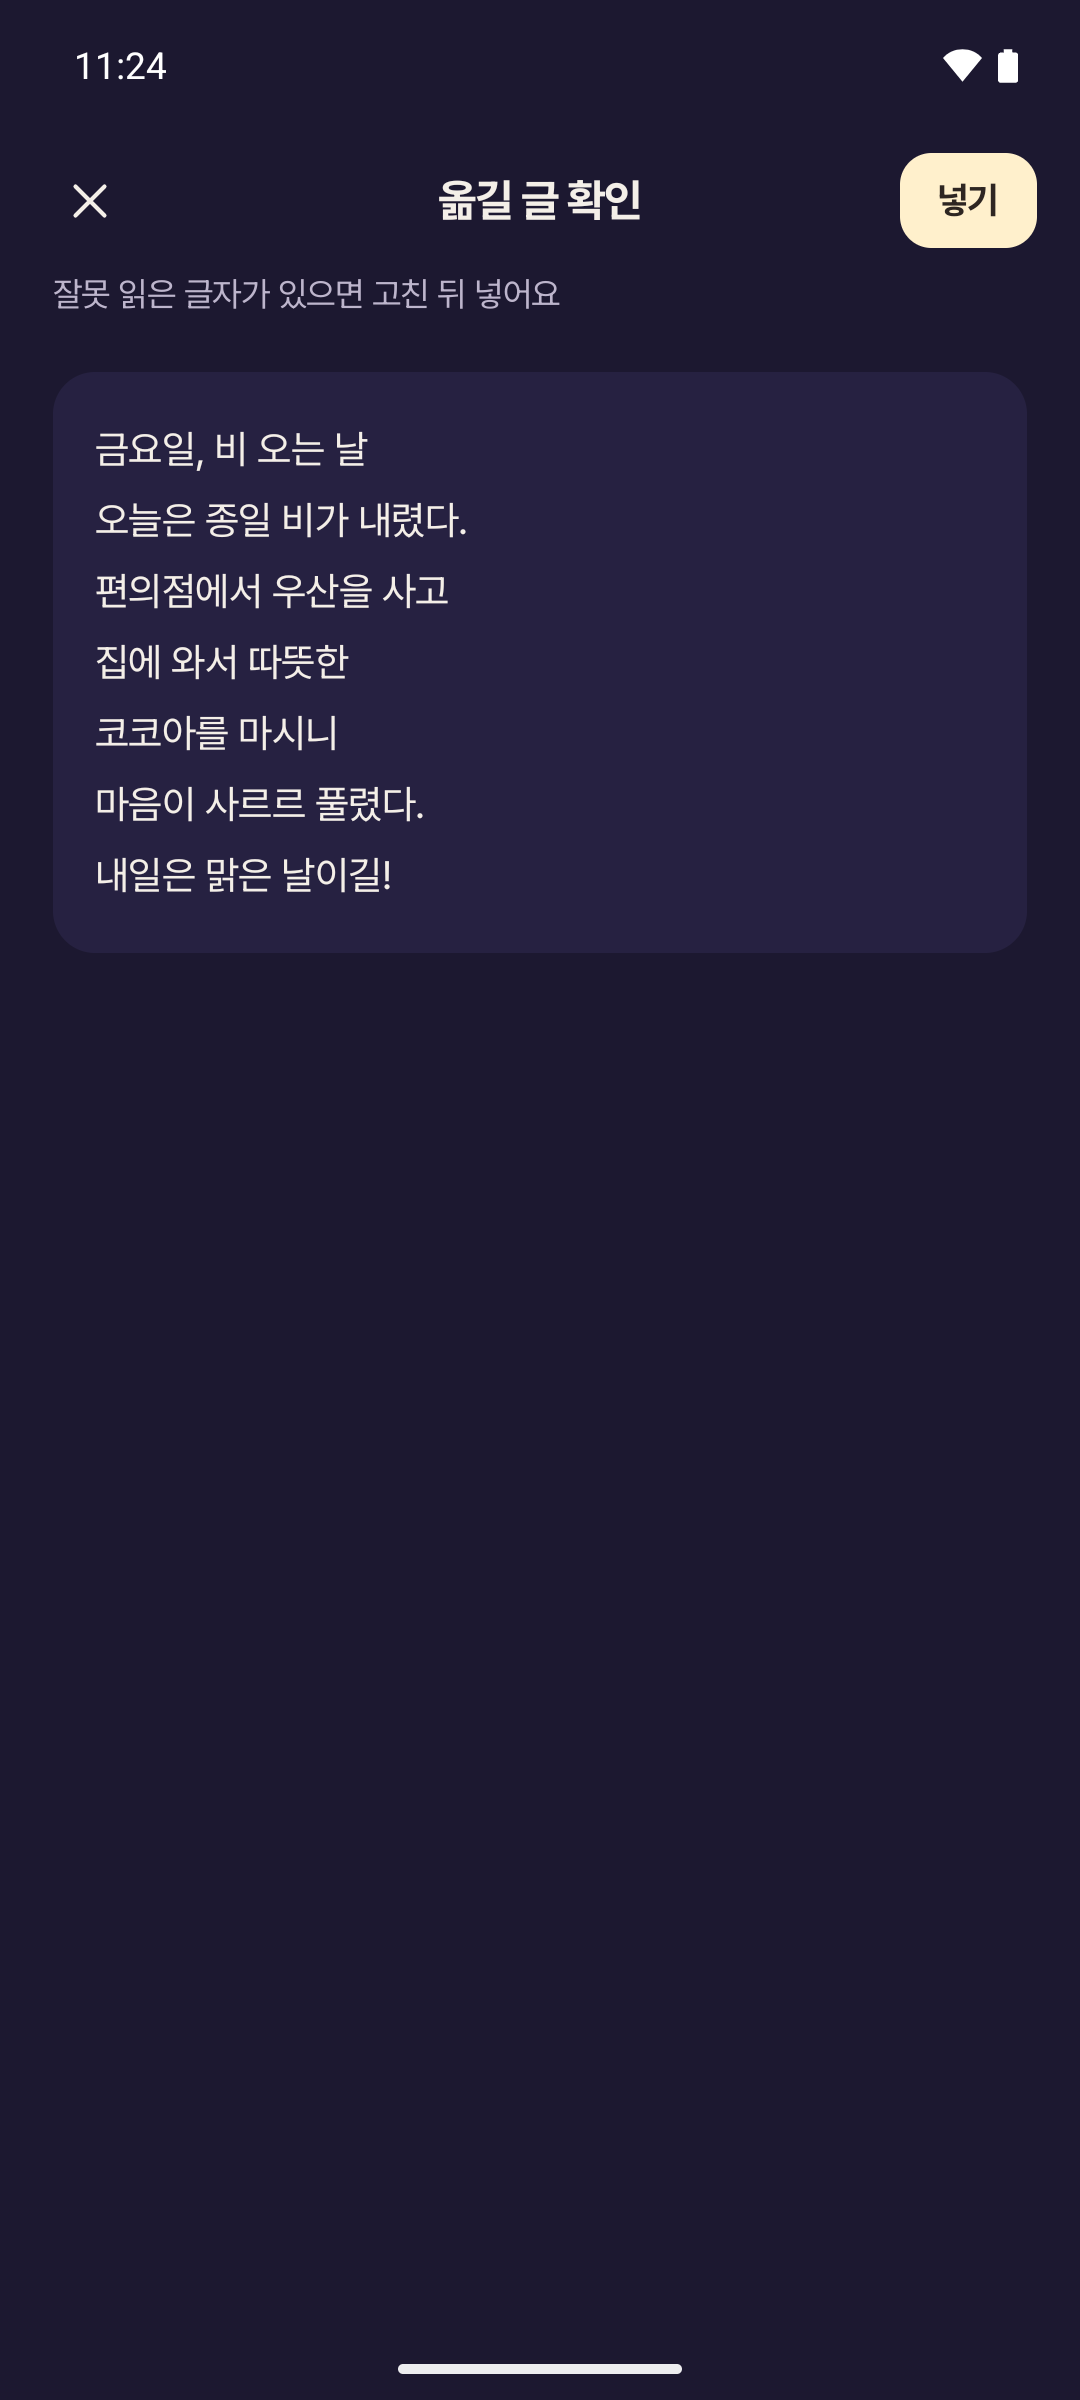 11:24
옮길 글 확인
넣기
잘못 읽은 글자가 있으면 고친 뒤 넣어요
금요일, 비 오는 날
오늘은 종일 비가 내렸다.
편의점에서 우산을 사고
집에 와서 따뜻한
코코아를 마시니
마음이 사르르 풀렸다.
내일은 맑은 날이길!